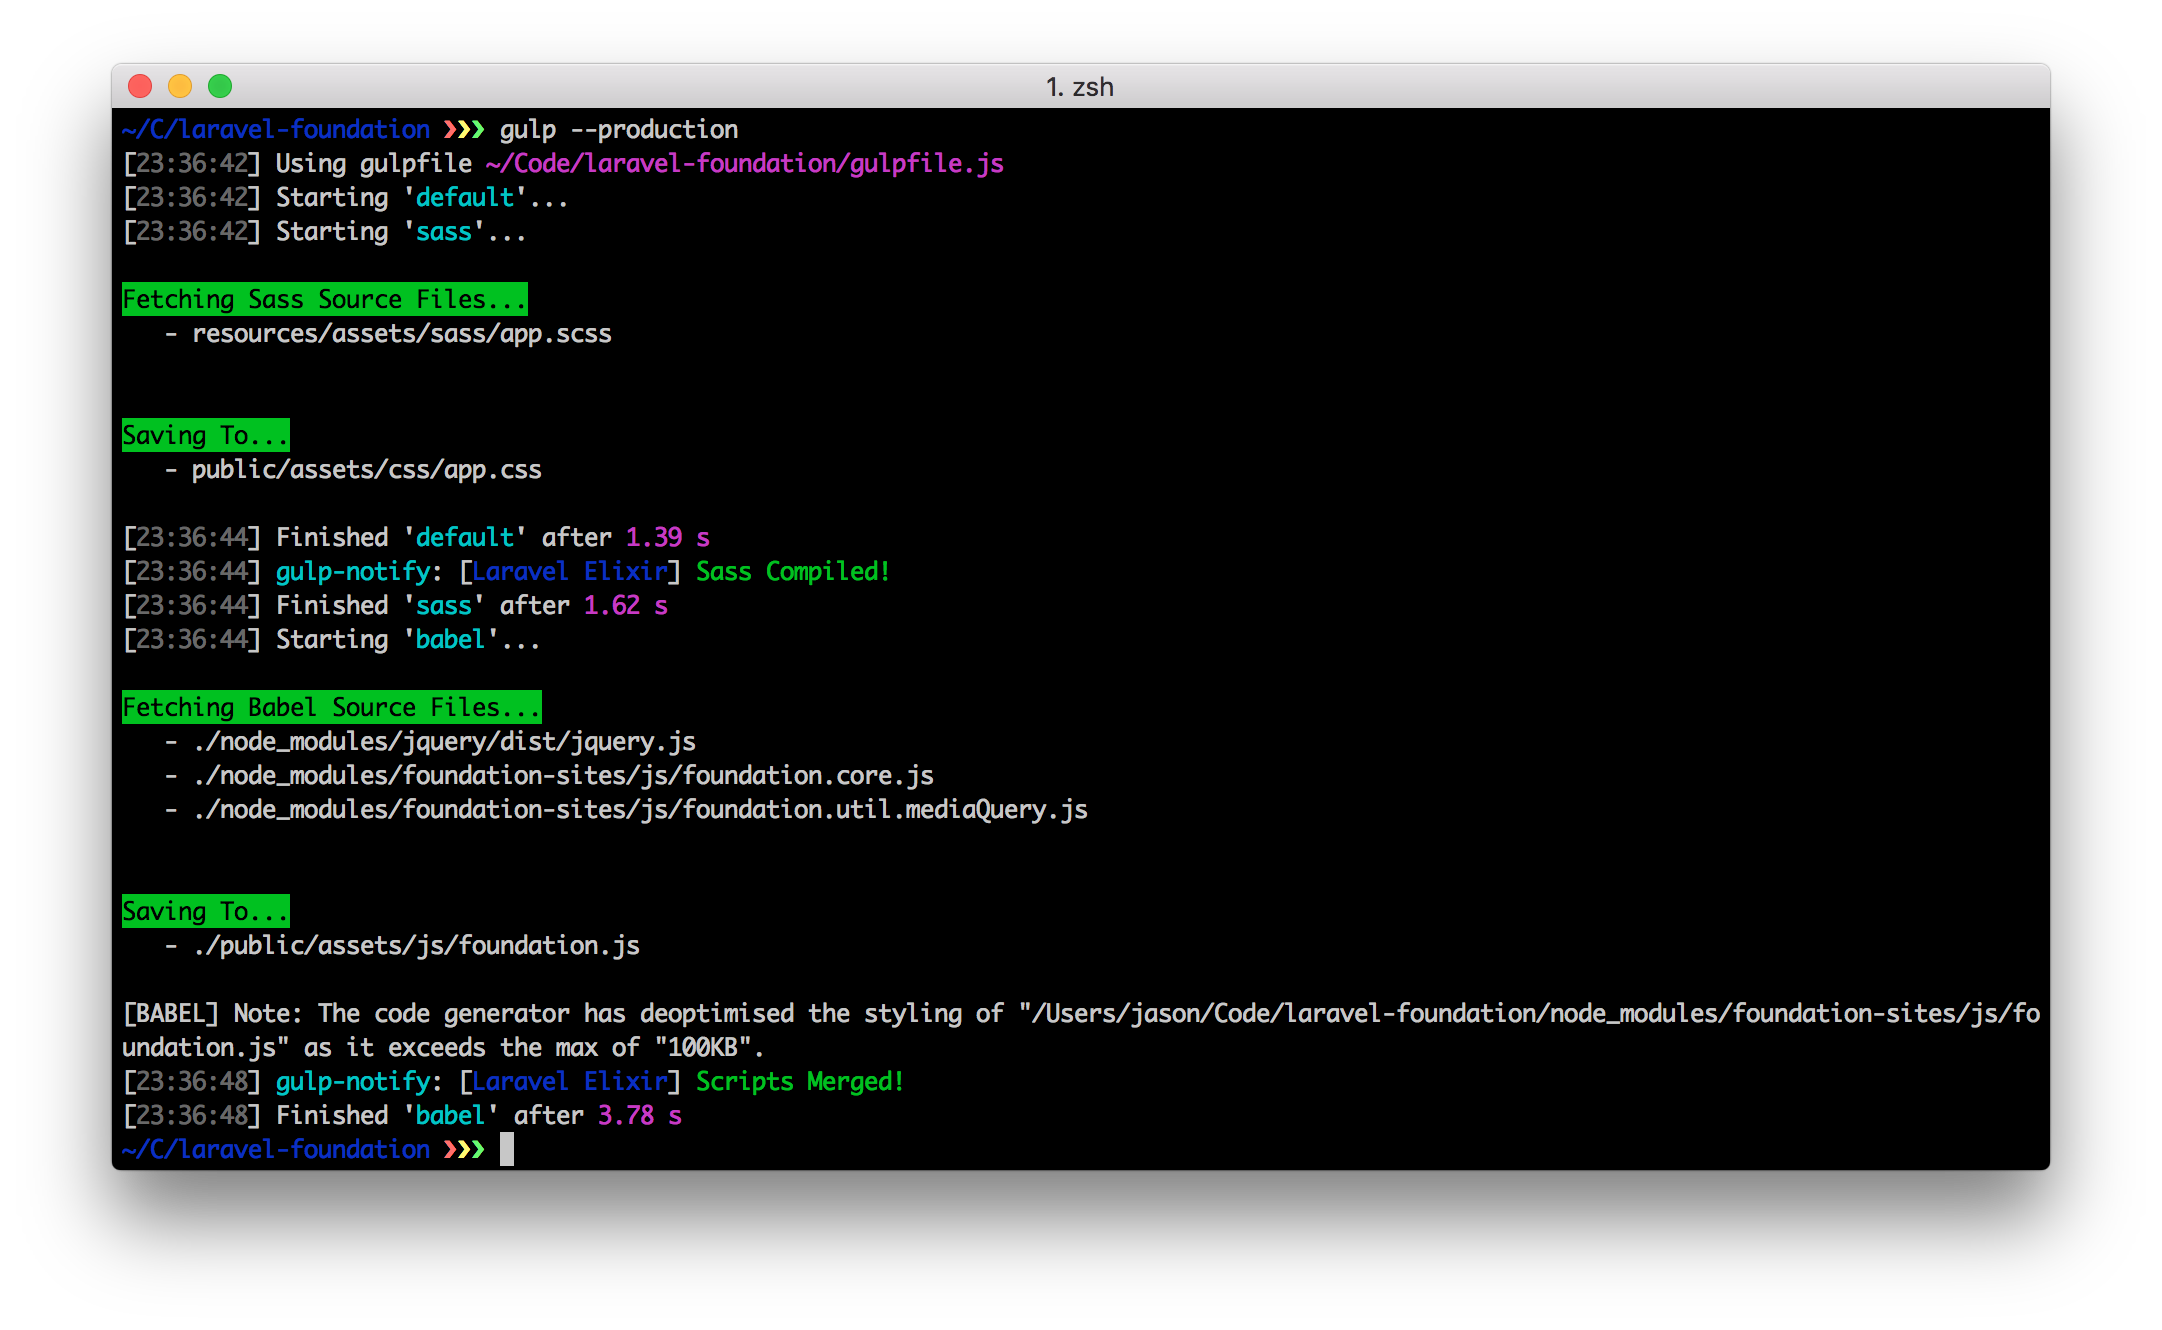 1. zsh
~/C/laravel-foundation ❯❯❯ gulp --production
[23:36:42] Using gulpfile ~/Code/laravel-foundation/gulpfile.js
[23:36:42] Starting 'default'...
[23:36:42] Starting 'sass'...
Fetching Sass Source Files...
   - resources/assets/sass/app.scss
Saving To...
   - public/assets/css/app.css
[23:36:44] Finished 'default' after 1.39 s
[23:36:44] gulp-notify: [Laravel Elixir] Sass Compiled!
[23:36:44] Finished 'sass' after 1.62 s
[23:36:44] Starting 'babel'...
Fetching Babel Source Files...
   - ./node_modules/jquery/dist/jquery.js
   - ./node_modules/foundation-sites/js/foundation.core.js
   - ./node_modules/foundation-sites/js/foundation.util.mediaQuery.js
Saving To...
   - ./public/assets/js/foundation.js
[BABEL] Note: The code generator has deoptimised the styling of "/Users/jason/Code/laravel-foundation/node_modules/foundation-sites/js/fo
undation.js" as it exceeds the max of "100KB".
[23:36:48] gulp-notify: [Laravel Elixir] Scripts Merged!
[23:36:48] Finished 'babel' after 3.78 s
~/C/laravel-foundation ❯❯❯